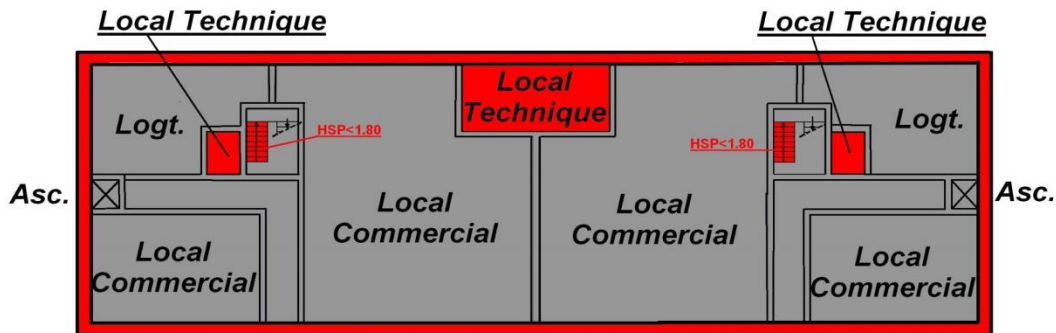 Local Technique
Local Technique
Local
Technique
Logt.
HSP<1.80
HSP<1.80
Logt.
Asc.
Local
Commercial
Local
Commercial
Asc.
Local
Commercial
Local
Commercial